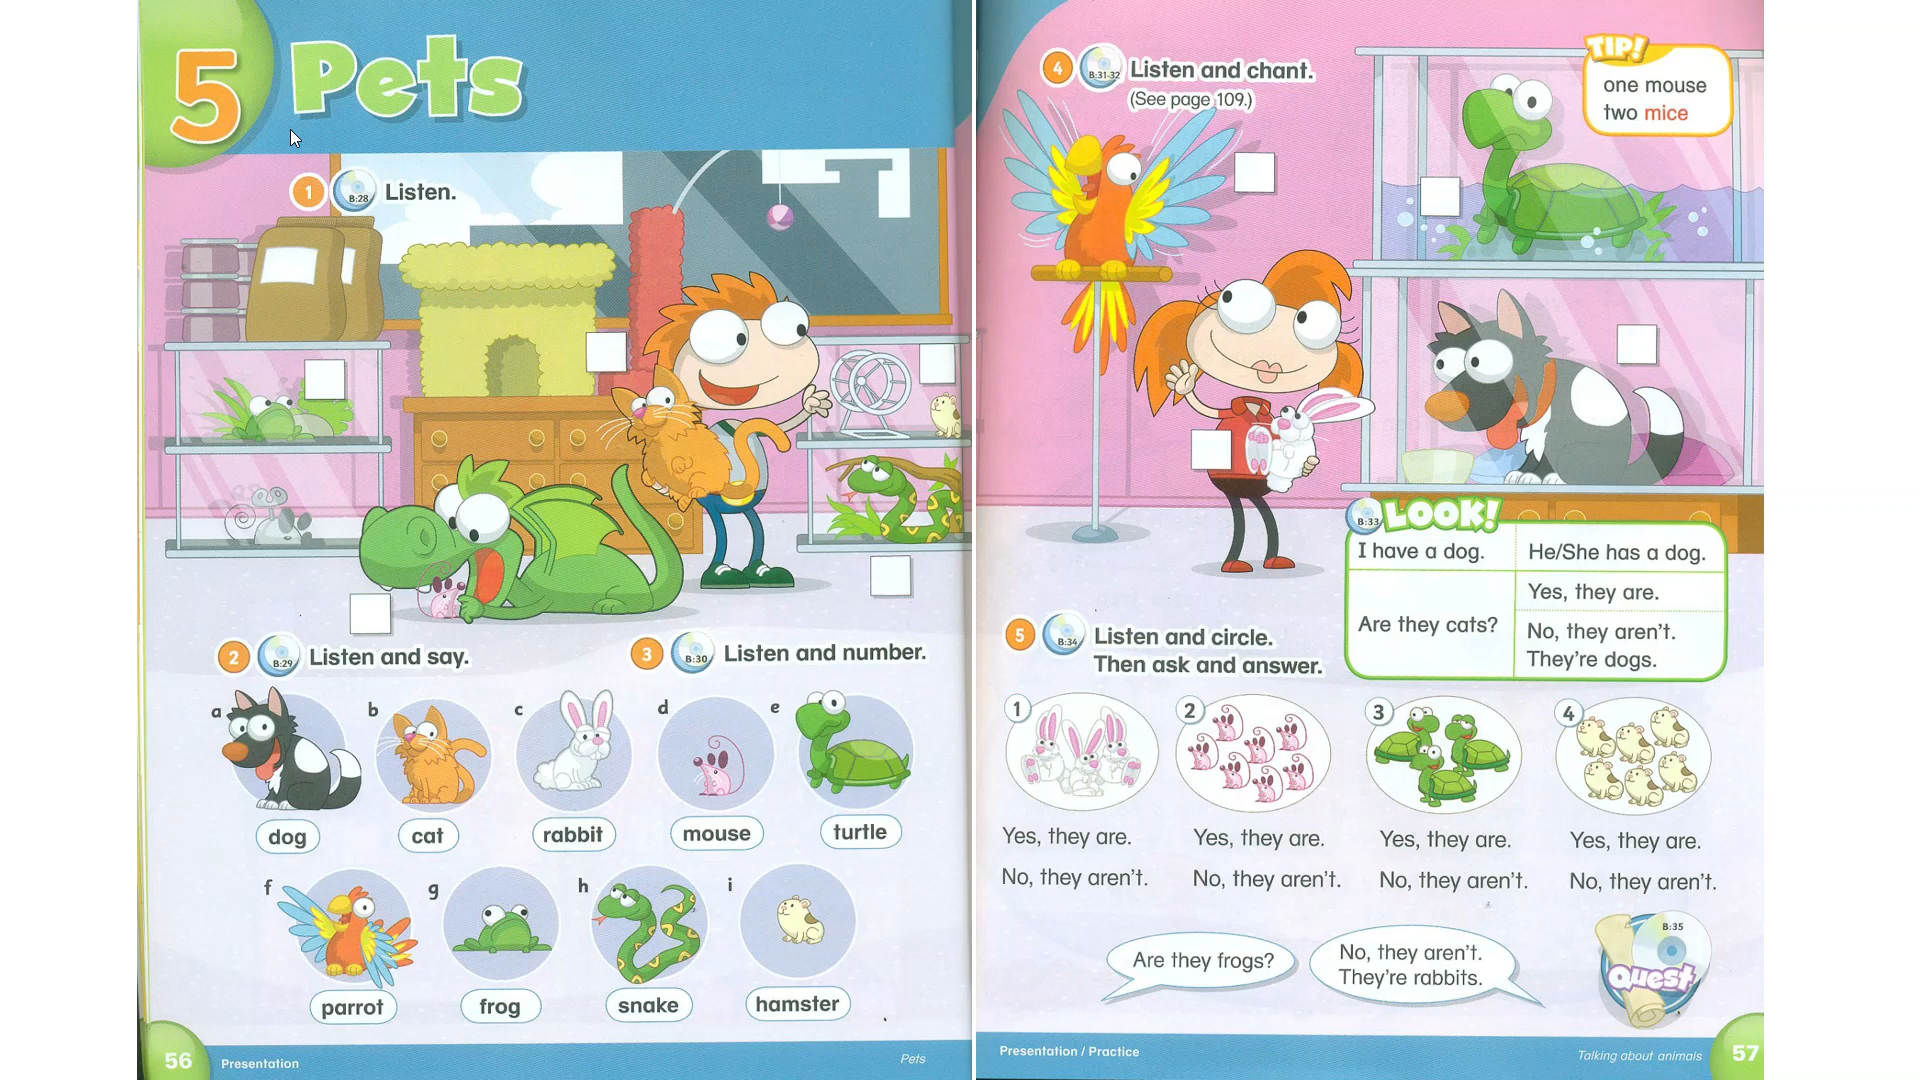 5 Pets
1 B:28 Listen.
2 B:29 Listen and say.
3 B:30 Listen and number.
a
dog
b
cat
c
rabbit
d
mouse
e
turtle
f
parrot
g
frog
h
snake
i
hamster
56 Presentation
Pets
4 B:31-32 Listen and chant.
(See page 109.)
TIP!
one mouse
two mice
B:33 LOOK!
I have a dog. He/She has a dog.
Are they cats?
Yes, they are.
No, they aren't.
They're dogs.
5 B:34 Listen and circle.
Then ask and answer.
1
2
3
4
Yes, they are. Yes, they are. Yes, they are. Yes, they are.
No, they aren't. No, they aren't. No, they aren't. No, they aren't.
Are they frogs?
No, they aren't.
They're rabbits.
B:35
Quest
Presentation / Practice
Talking about animals 57